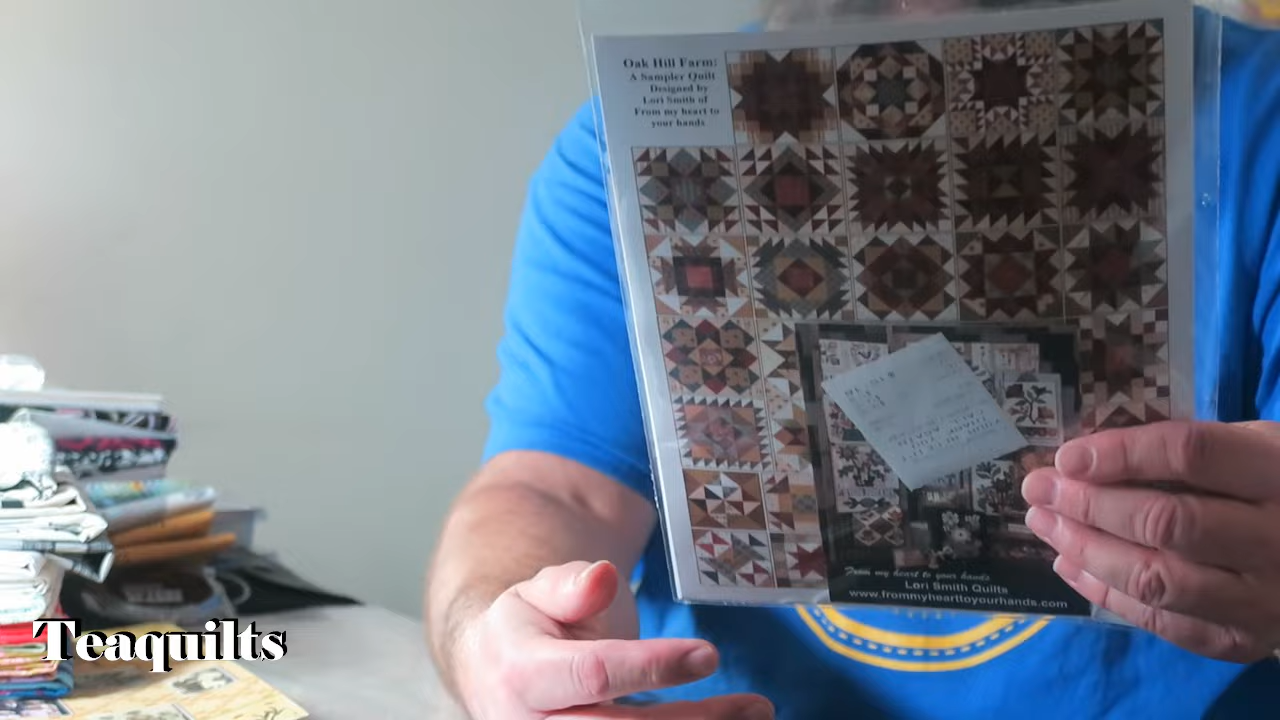 Oak Hill Farm:
A Sampler Quilt
Designed by
Lori Smith of
From my heart to
your hands
From my heart to your hands
Lori Smith Quilts
www.frommyhearttoyourhands.com
Teaquilts